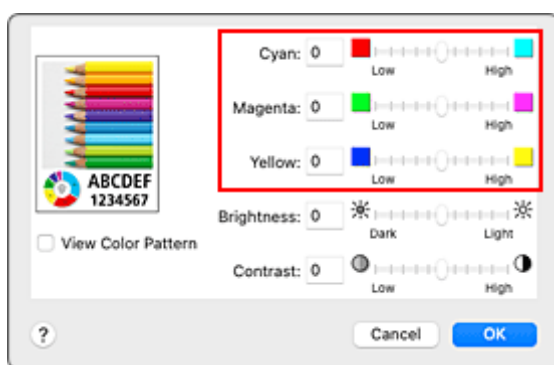 Cyan: 0
Low High
Magenta: 0
Low High
Yellow: 0
Low High
ABCDEF
1234567
Brightness: 0
Dark Light
View Color Pattern
Contrast: 0
Low High
? Cancel OK